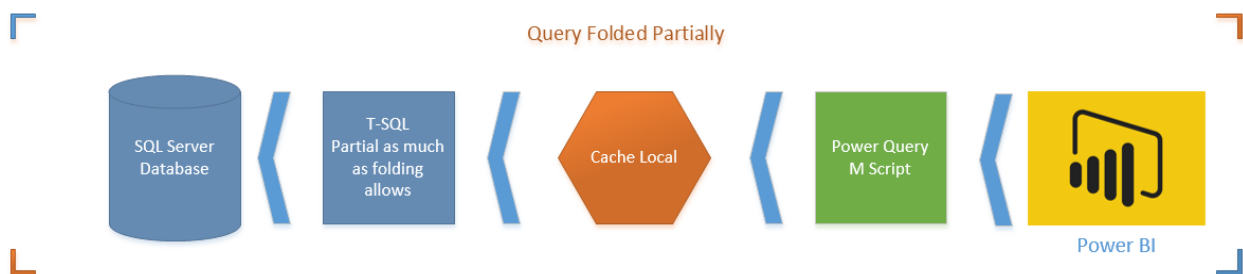 Query Folded Partially
SQL Server
Database
T-SQL
Partial as much
as folding
allows
Cache Local
Power Query
M Script
Power BI